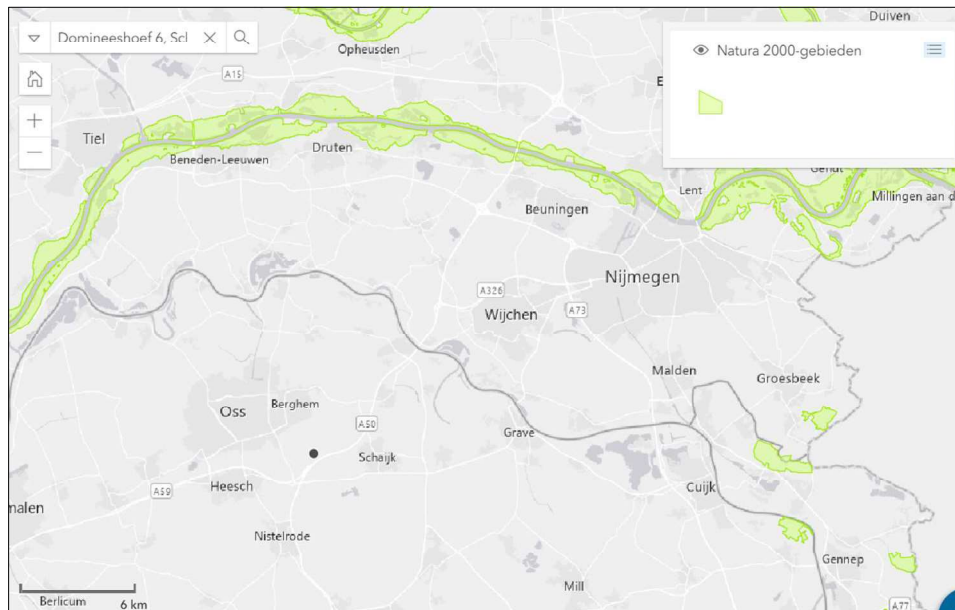 Domineeshoef 6, Scl
Natura 2000-gebieden
Duiven
Opheusden
A15
Tiel
Beneden-Leeuwen
Druten
Lent
Gendt
Millingen aan d
Beuningen
Nijmegen
A326
Wijchen
A73
Malden
Groesbeek
Berghem
Oss
A50
Grave
Schaijk
A59
Heesch
Cuijk
malen
Nistelrode
Gennep
Mill
Berlicum
6 km
A77